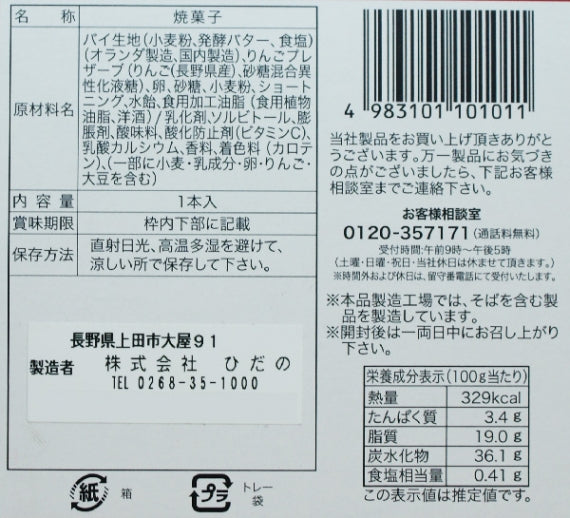 名称 焼菓子
原材料名
パイ生地(小麦粉、発酵バター、食塩)
(オランダ製造、国内製造)、りんごプレ
ザーブ(りんご(長野県産)、砂糖混合異
性化液糖)、卵、砂糖、小麦粉、ショート
ニング、水飴、食用加工油脂(食用植物
油脂、洋酒)/乳化剤、ソルビトール、膨
脹剤、酸味料、酸化防止剤(ビタミンC)、
乳酸カルシウム、香料、着色料(カロテ
ン)、(一部に小麦・乳成分・卵・りんご・
大豆を含む)
内容量 1本入
賞味期限 枠内下部に記載
保存方法 直射日光、高温多湿を避けて、
涼しい所で保存して下さい。
長野県上田市大屋91
製造者 株式会社 ひだの
TEL 0268-35-1000
紙 箱
プラ トレー
袋
4 983101 101011
当社製品をお買い上げ頂きありがと
うございます。万一製品にお気づき
の点がございましたら、下記お客様
相談室までご連絡下さい。
お客様相談室
0120-357171(通話料無料)
受付時間:午前9時〜午後5時
(土曜・日曜・祝日・当社休日は休ませて頂きます。)
※時間外および休日は、留守番電話にて受付いたします。
※本品製造工場では、そばを含む製
品を製造しています。
※開封後は一両日中にお召し上がり
下さい。
栄養成分表示(100g当たり)
熱量 329kcal
たんぱく質 3.4g
脂質 19.0g
炭水化物 36.1g
食塩相当量 0.41g
この表示値は推定値です。